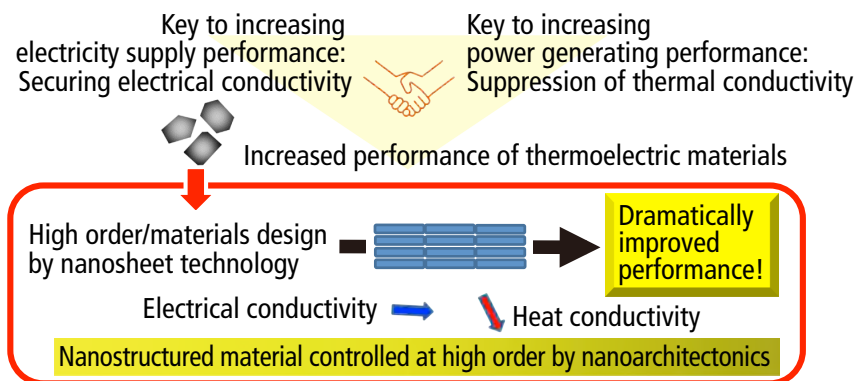 Key to increasing
electricity supply performance:
Securing electrical conductivity
Key to increasing
power generating performance:
Suppression of thermal conductivity
Increased performance of thermoelectric materials
High order/materials design
by nanosheet technology
Dramatically
improved
performance!
Electrical conductivity
Heat conductivity
Nanostructured material controlled at high order by nanoarchitectonics